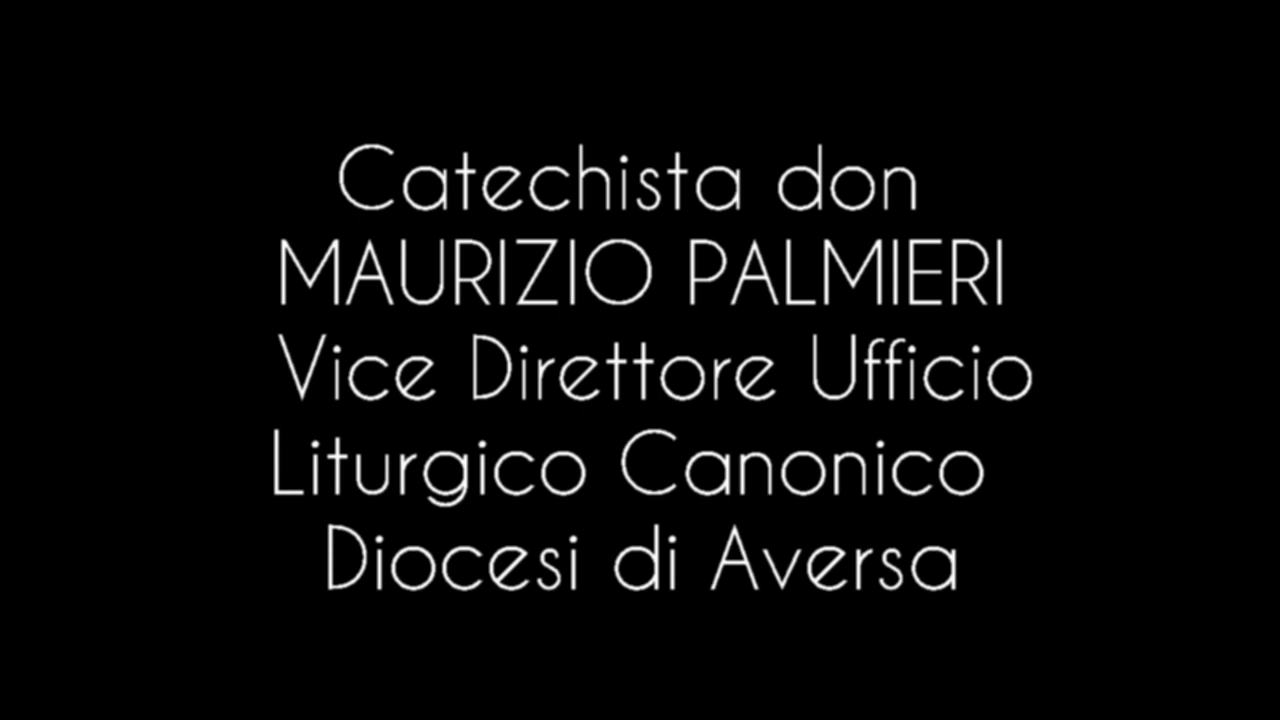 Catechista don
MAURIZIO PALMIERI
Vice Direttore Ufficio
Liturgico Canonico
Diocesi di Aversa